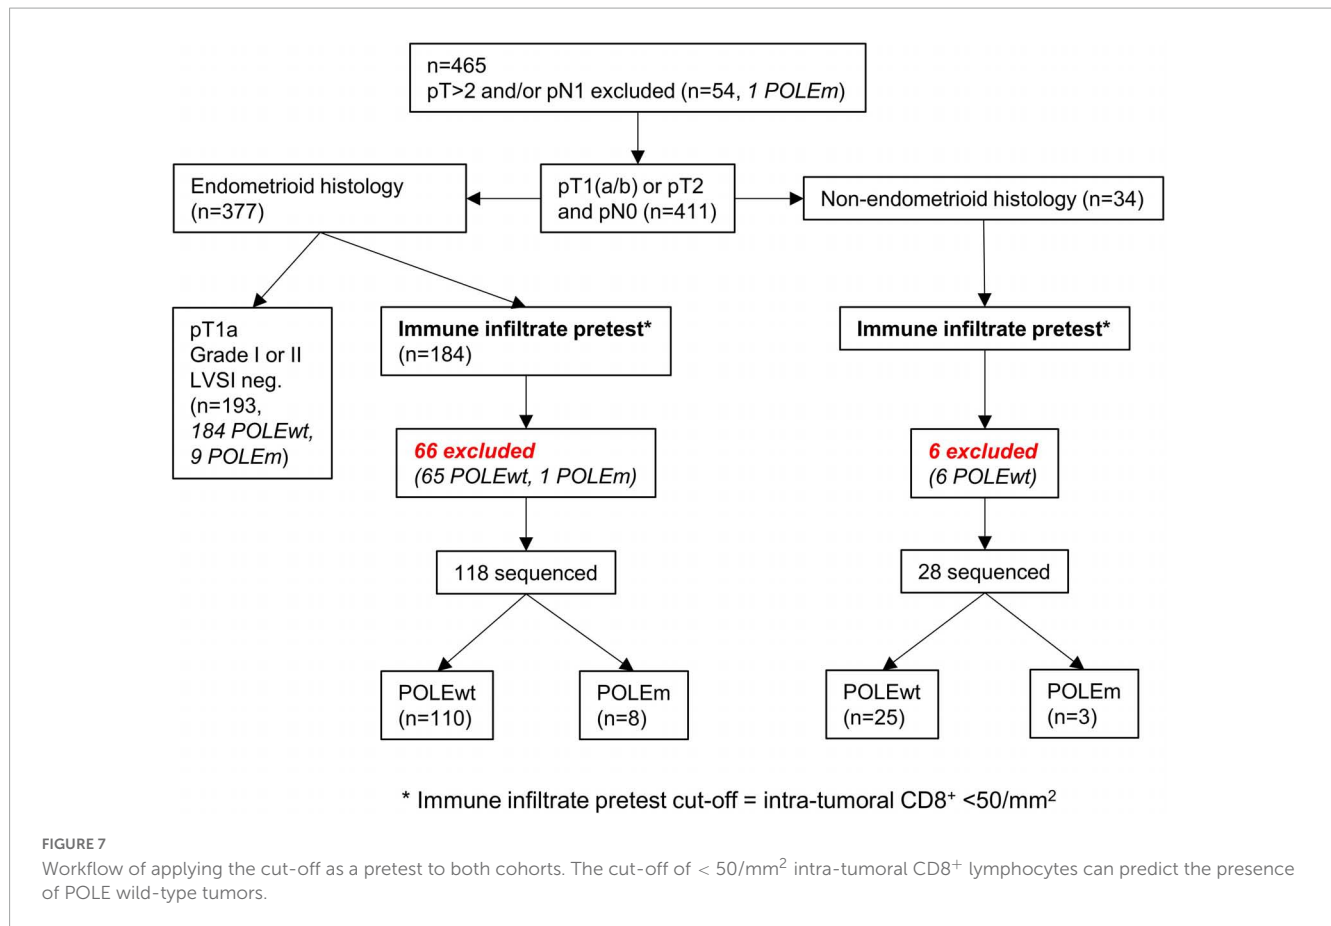 n=465
pT>2 and/or pN1 excluded (n=54, 1 POLEm)
Endometrioid histology
(n=377)
pT1(a/b) or pT2
and pN0 (n=411)
Non-endometrioid histology (n=34)
pT1a
Grade I or II
LVSI neg.
(n=193,
184 POLEwt,
9 POLEm)
Immune infiltrate pretest*
(n=184)
Immune infiltrate pretest*
66 excluded
(65 POLEwt, 1 POLEm)
6 excluded
(6 POLEwt)
118 sequenced
28 sequenced
POLEwt
(n=110)
POLEm
(n=8)
POLEwt
(n=25)
POLEm
(n=3)
* Immune infiltrate pretest cut-off = intra-tumoral CD8⁺ <50/mm²
FIGURE 7
Workflow of applying the cut-off as a pretest to both cohorts. The cut-off of < 50/mm² intra-tumoral CD8⁺ lymphocytes can predict the presence
of POLE wild-type tumors.